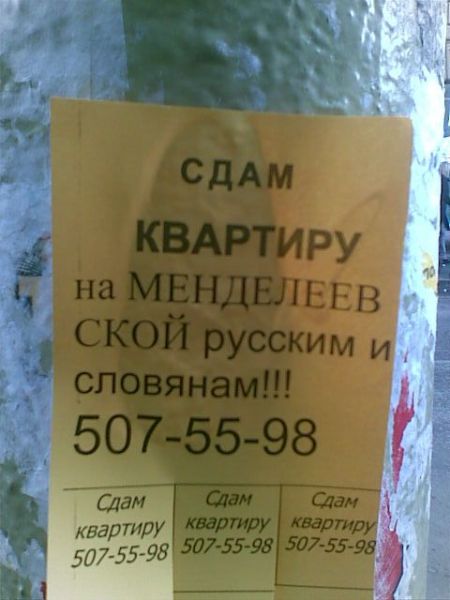 СДАМ
КВАРТИРУ
на МЕНДЕЛЕЕВ
СКОЙ русским и
словянам!!!
507-55-98
Сдам
квартиру
507-55-98
Сдам
квартиру
507-55-98
Сдам
квартиру
507-55-98